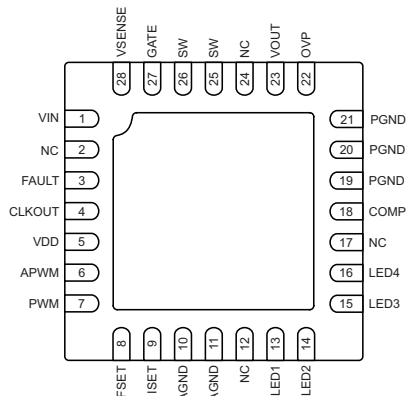 VSENSE GATE SW SW NC VOUT OVP
28 27 26 25 24 23 22
VIN 1
NC 2
FAULT 3
CLKOUT 4
VDD 5
APWM 6
PWM 7
21 PGND
20 PGND
19 PGND
18 COMP
17 NC
16 LED4
15 LED3
8 9 10 11 12 13 14
FSET ISET AGND AGND NC LED1 LED2